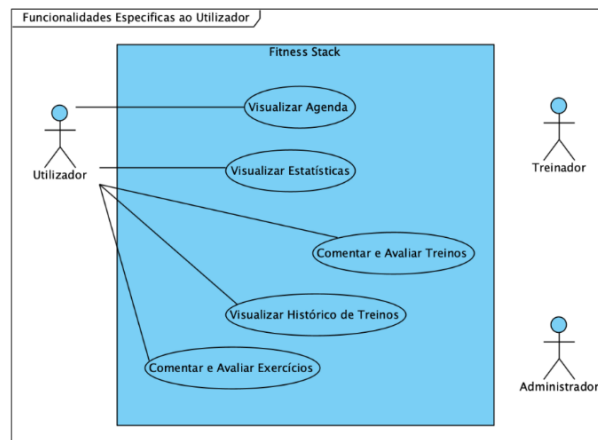 Funcionalidades Especificas ao Utilizador
Fitness Stack
Visualizar Agenda
Utilizador
Treinador
Visualizar Estatísticas
Comentar e Avaliar Treinos
Visualizar Histórico de Treinos
Comentar e Avaliar Exercícios
Administrador